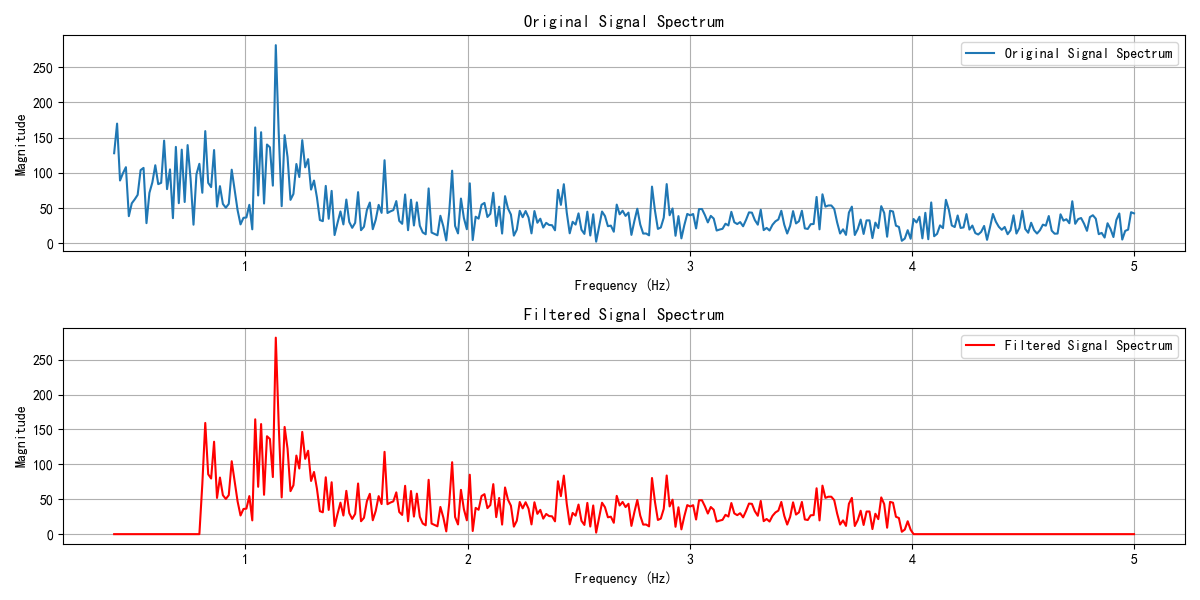 Original Signal Spectrum
Original Signal Spectrum
250
200
150
100
50
0
Magnitude
1
2
3
4
5
Frequency (Hz)
Filtered Signal Spectrum
Filtered Signal Spectrum
250
200
150
100
50
0
Magnitude
1
2
3
4
5
Frequency (Hz)